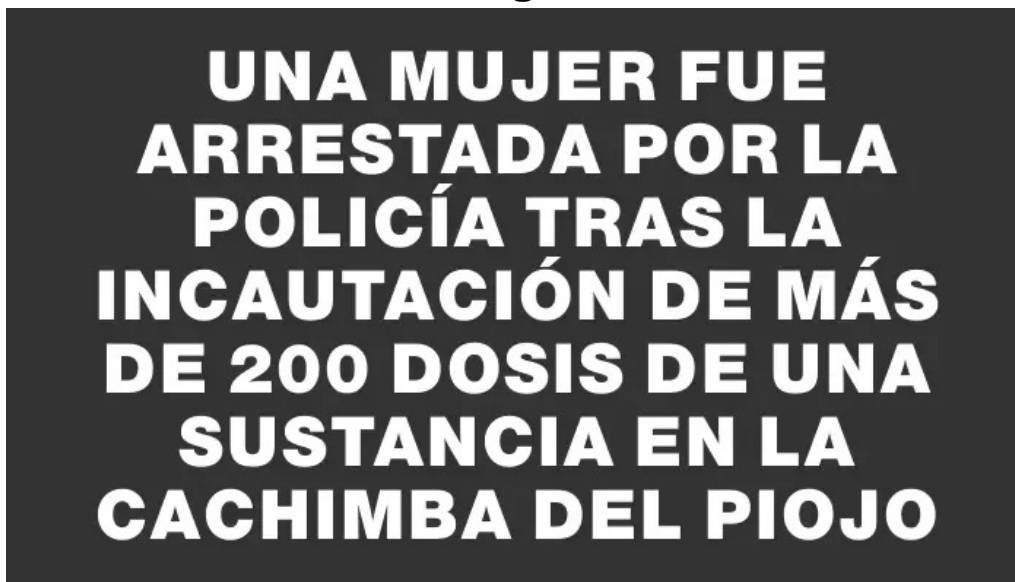 UNA MUJER FUE
ARRESTADA POR LA
POLICÍA TRAS LA
INCAUTACIÓN DE MÁS
DE 200 DOSIS DE UNA
SUSTANCIA EN LA
CACHIMBA DEL PIOJO